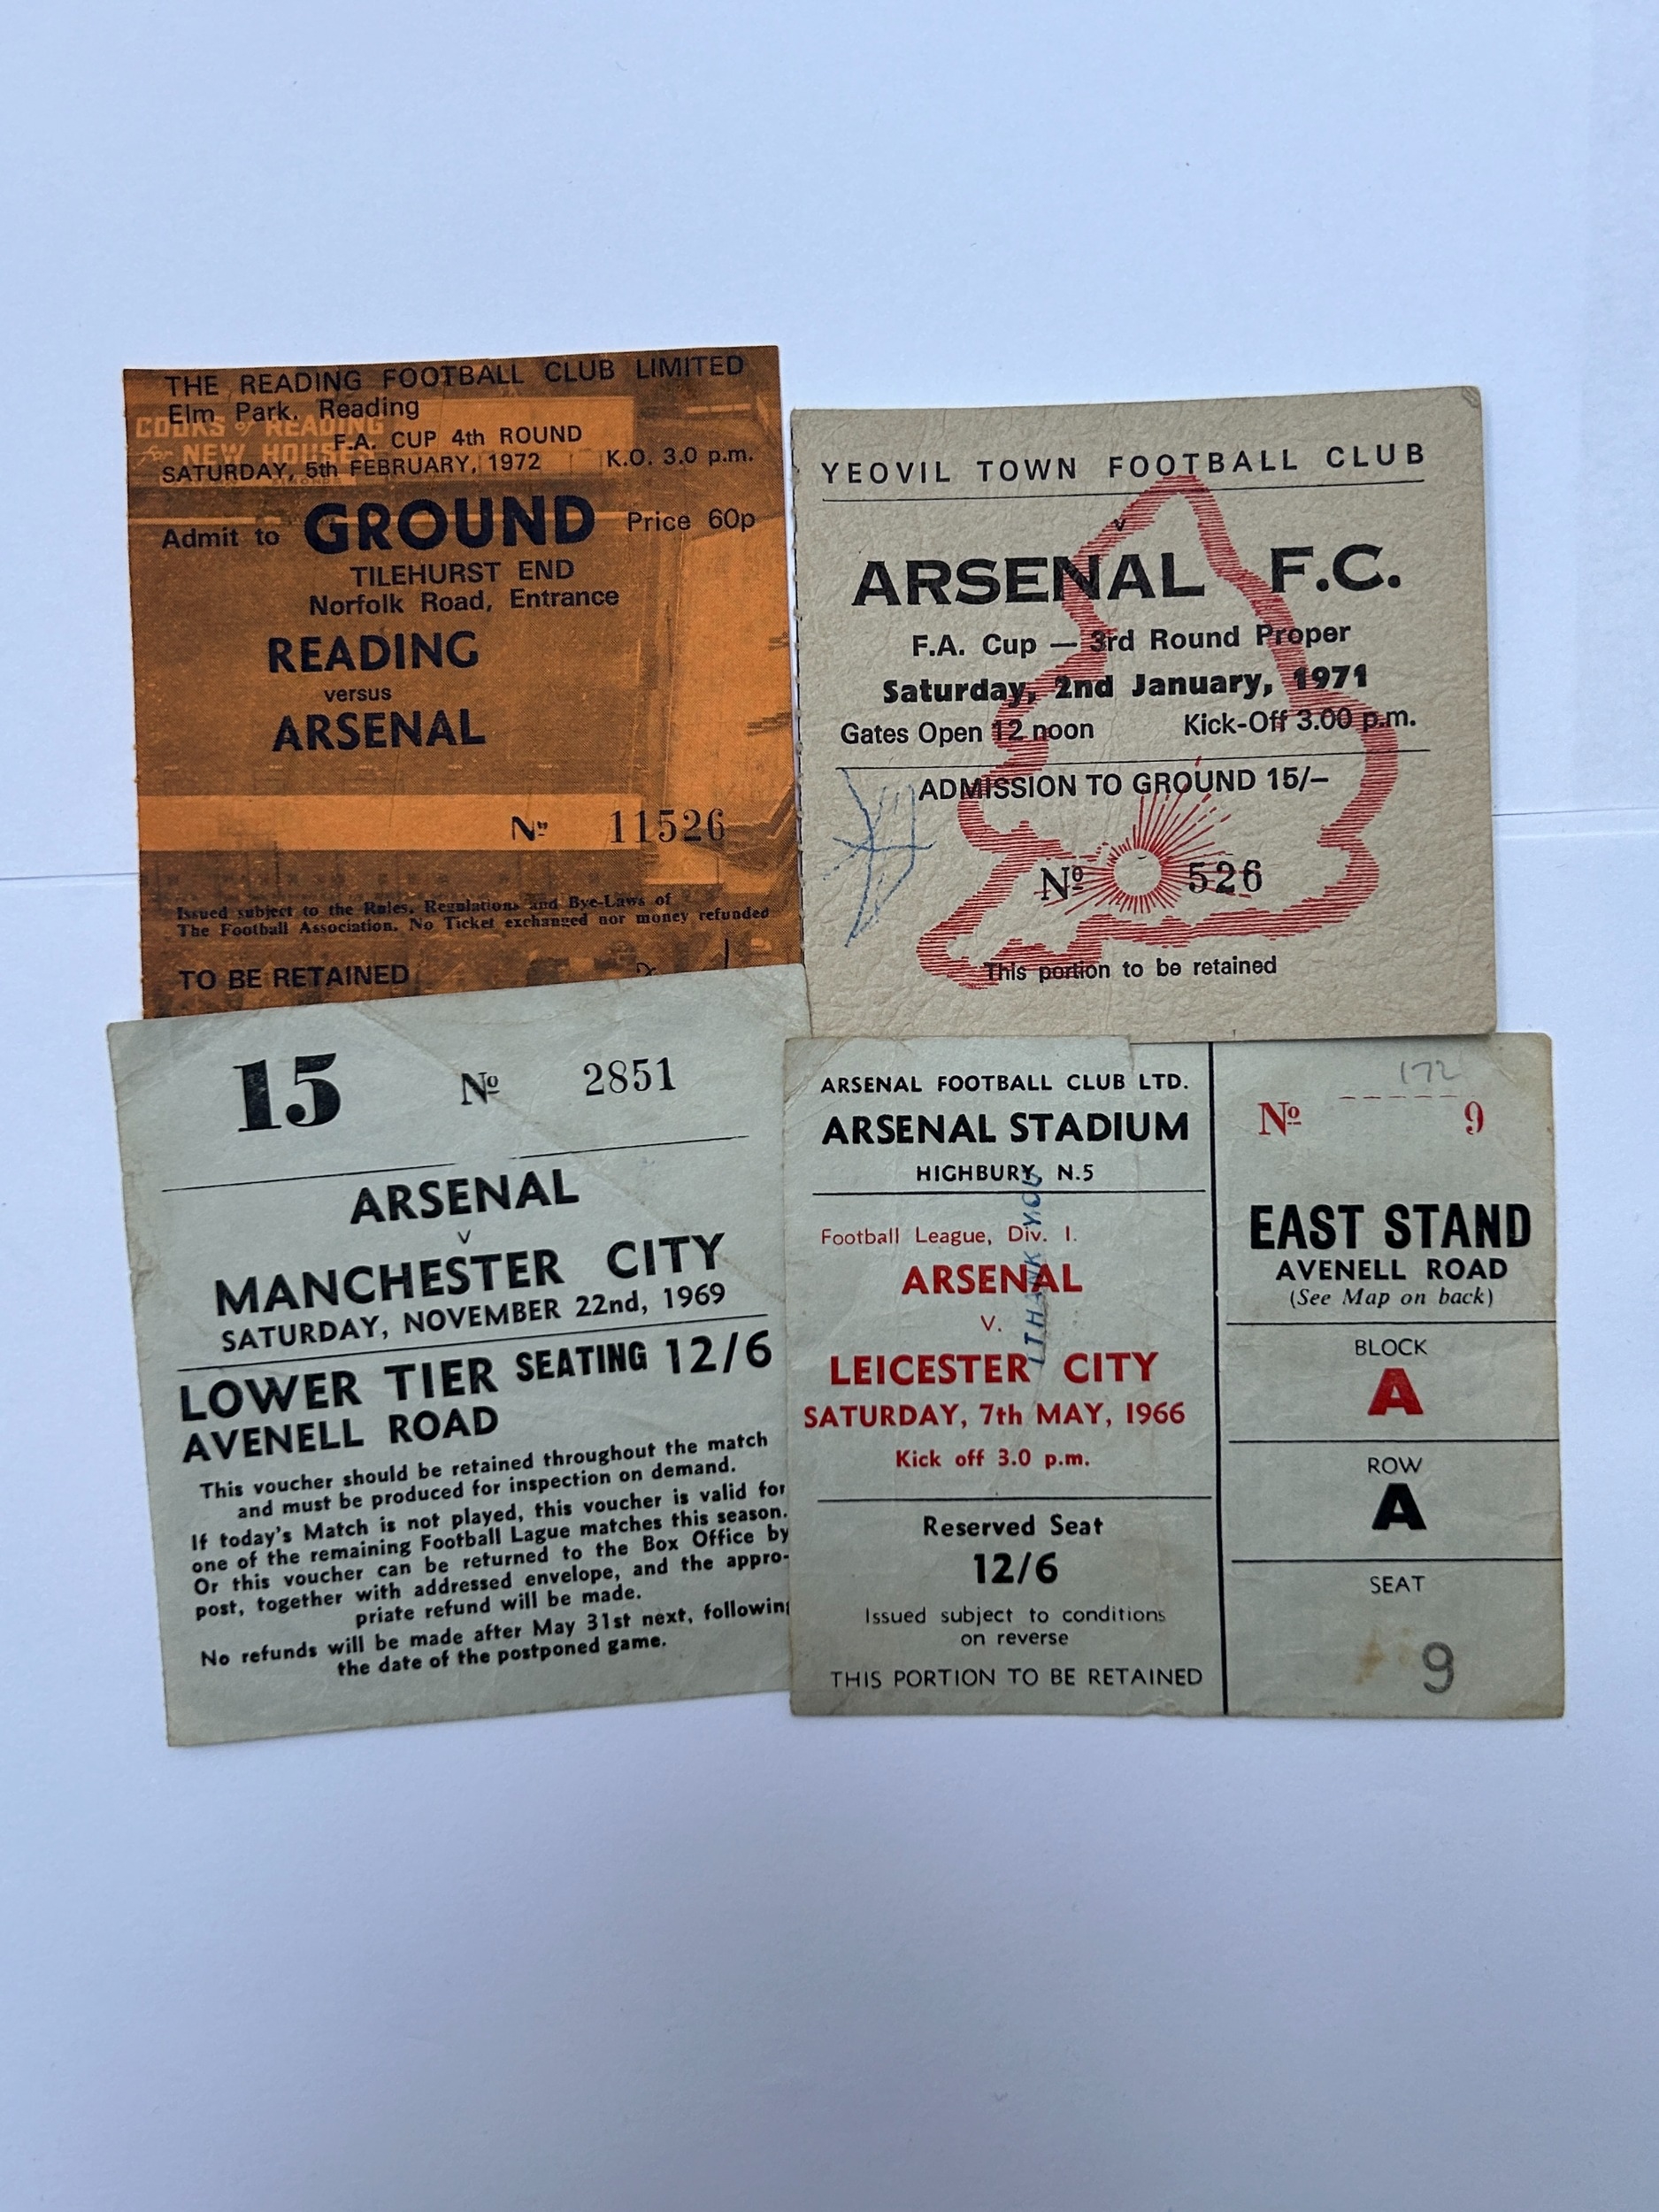 THE READING FOOTBALL CLUB LIMITED
Elm Park. Reading
COOKS of READING
for NEW HOUSES
F.A. CUP 4th ROUND
SATURDAY, 5th FEBRUARY, 1972 K.O. 3.0 p.m.
Admit to GROUND Price 60p
TILEHURST END
Norfolk Road, Entrance
READING
versus
ARSENAL
No 11526
Issued subject to the Rules, Regulations and Bye-Laws of
The Football Association. No Ticket exchanged nor money refunded
TO BE RETAINED
YEOVIL TOWN FOOTBALL CLUB
v
ARSENAL F.C.
F.A. Cup — 3rd Round Proper
Saturday, 2nd January, 1971
Gates Open 12 noon Kick-Off 3.00 p.m.
ADMISSION TO GROUND 15/–
No 526
This portion to be retained
15 No 2851
ARSENAL
v
MANCHESTER CITY
SATURDAY, NOVEMBER 22nd, 1969
LOWER TIER SEATING 12/6
AVENELL ROAD
This voucher should be retained throughout the match
and must be produced for inspection on demand.
If today's Match is not played, this voucher is valid for
one of the remaining Football Lague matches this season.
Or this voucher can be returned to the Box Office by
post, together with addressed envelope, and the appro-
priate refund will be made.
No refunds will be made after May 31st next, following
the date of the postponed game.
ARSENAL FOOTBALL CLUB LTD.
ARSENAL STADIUM
HIGHBURY, N.5
Football League, Div. I.
ARSENAL
V.
LEICESTER CITY
SATURDAY, 7th MAY, 1966
Kick off 3.0 p.m.
Reserved Seat
12/6
Issued subject to conditions
on reverse
THIS PORTION TO BE RETAINED
THANK YOU
172
No 9
EAST STAND
AVENELL ROAD
(See Map on back)
BLOCK
A
ROW
A
SEAT
9